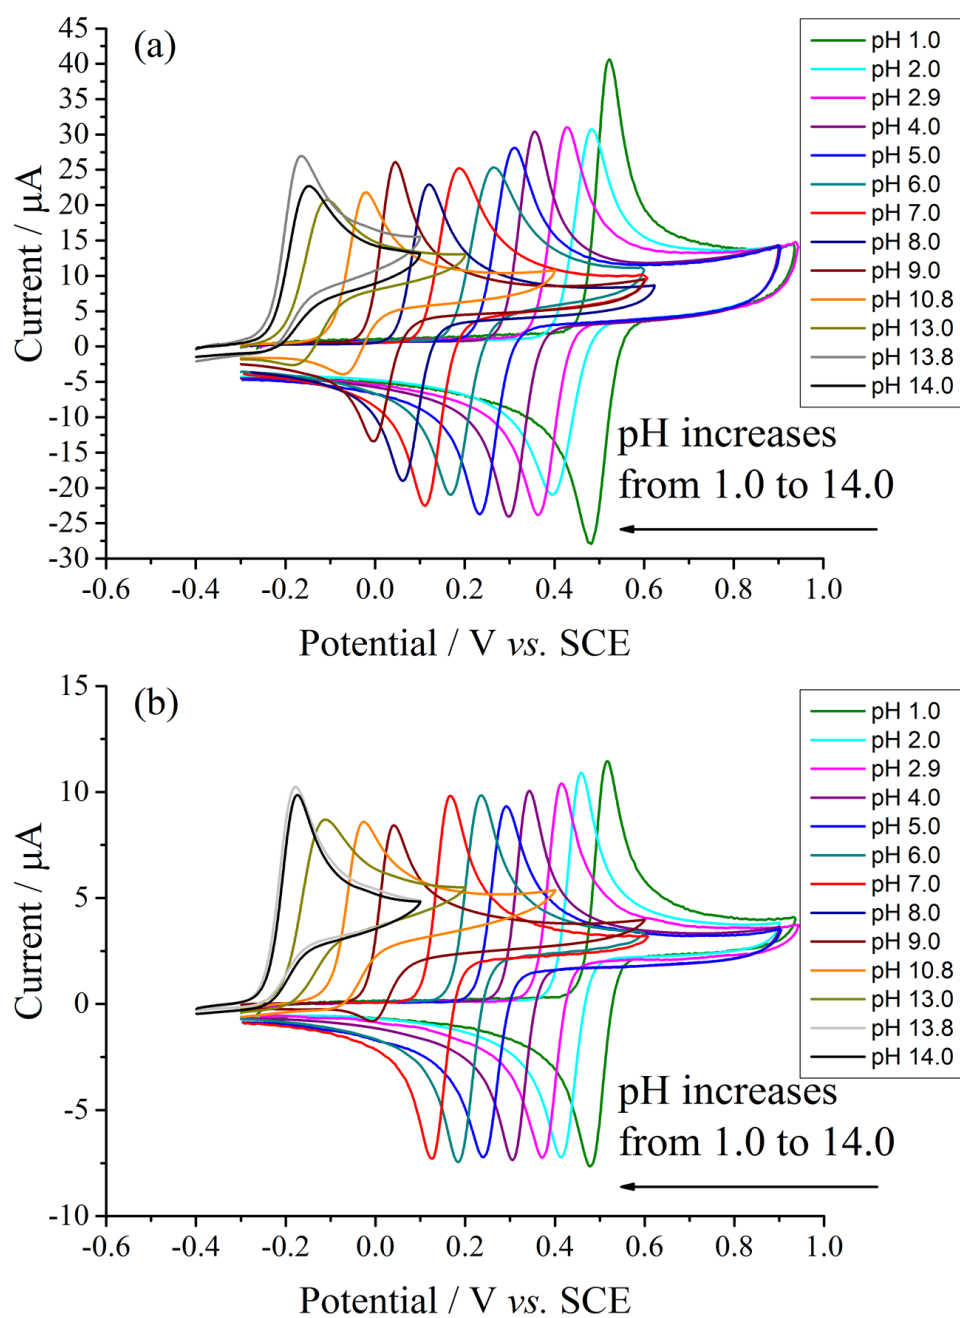 (a)
45
40
35
30
25
20
15
10
5
0
-5
-10
-15
-20
-25
-30
Current / µA
-0.6 -0.4 -0.2 0.0 0.2 0.4 0.6 0.8 1.0
Potential / V vs. SCE
pH 1.0
pH 2.0
pH 2.9
pH 4.0
pH 5.0
pH 6.0
pH 7.0
pH 8.0
pH 9.0
pH 10.8
pH 13.0
pH 13.8
pH 14.0
pH increases
from 1.0 to 14.0
(b)
15
10
5
0
-5
-10
Current / µA
-0.6 -0.4 -0.2 0.0 0.2 0.4 0.6 0.8 1.0
Potential / V vs. SCE
pH 1.0
pH 2.0
pH 2.9
pH 4.0
pH 5.0
pH 6.0
pH 7.0
pH 8.0
pH 9.0
pH 10.8
pH 13.0
pH 13.8
pH 14.0
pH increases
from 1.0 to 14.0